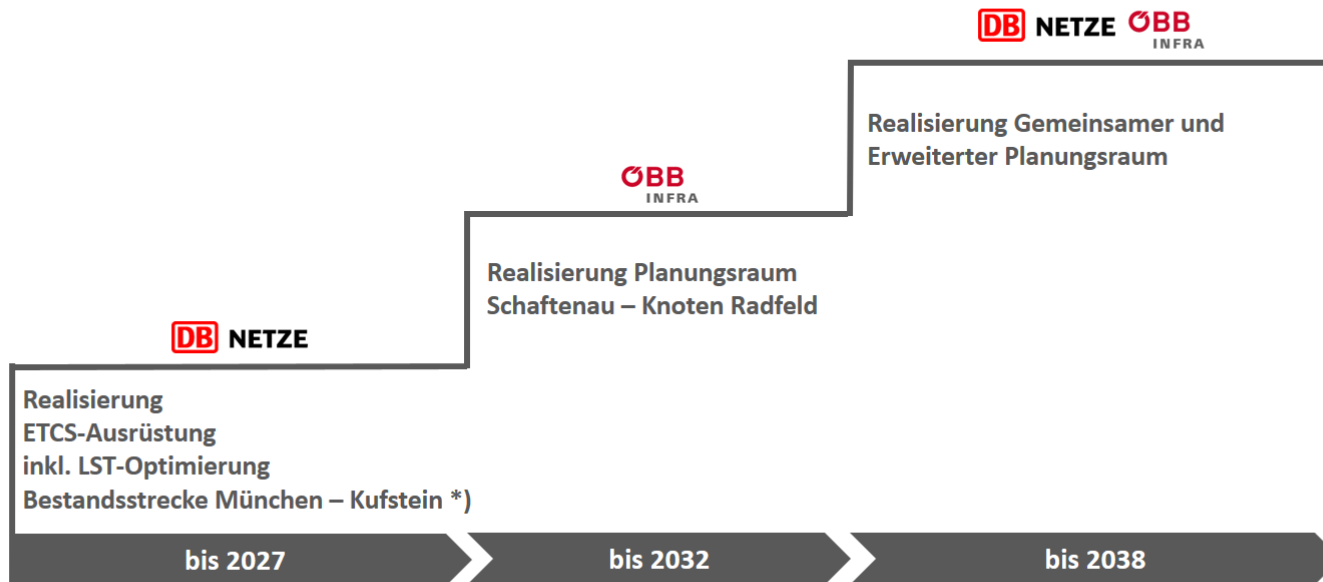 DB NETZE ÖBB
INFRA
Realisierung Gemeinsamer und
Erweiterter Planungsraum
ÖBB
INFRA
Realisierung Planungsraum
Schaftenau – Knoten Radfeld
DB NETZE
Realisierung
ETCS-Ausrüstung
inkl. LST-Optimierung
Bestandsstrecke München – Kufstein *)
bis 2027
bis 2032
bis 2038